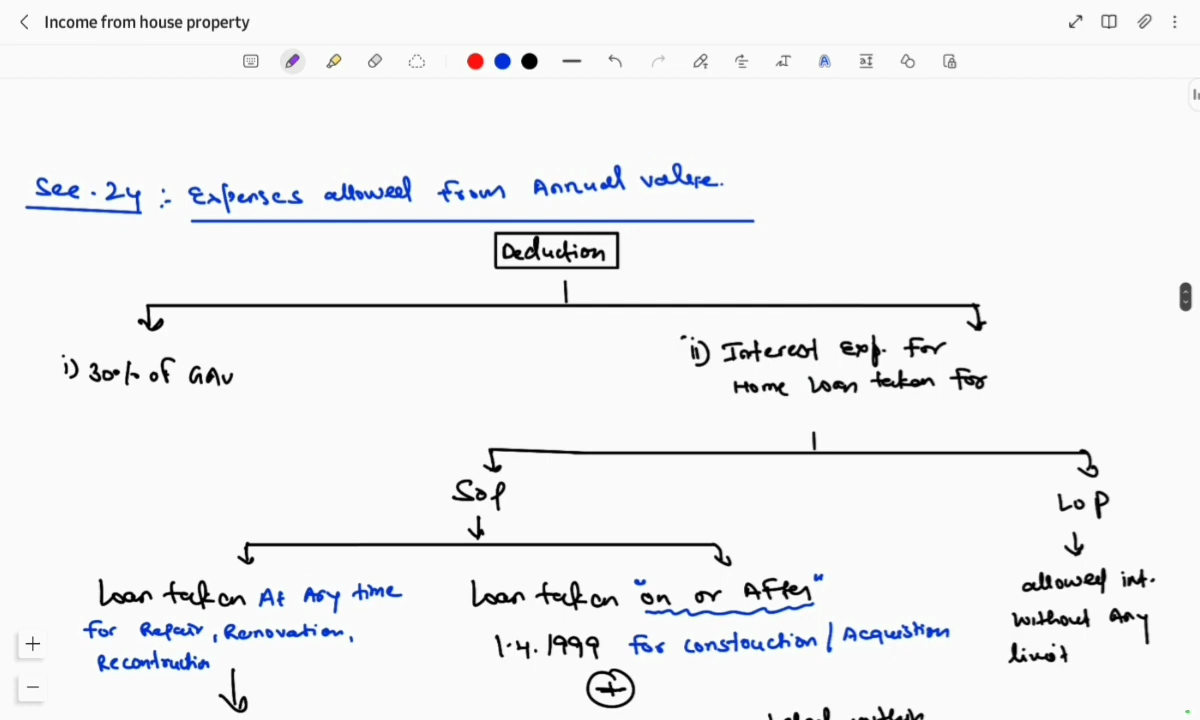 Income from house property
Sec. 24 :- Expenses allowed from Annual value.
Deduction
i) 30% of GAV
ii) Interest Exp. for
Home Loan taken for
SOP
LOP
Loan taken At Any time
for Repair, Renovation,
Recontruction
Loan taken "on or After"
1.4.1999 for construction / Acquistion
allowed int.
without Any
limit
+